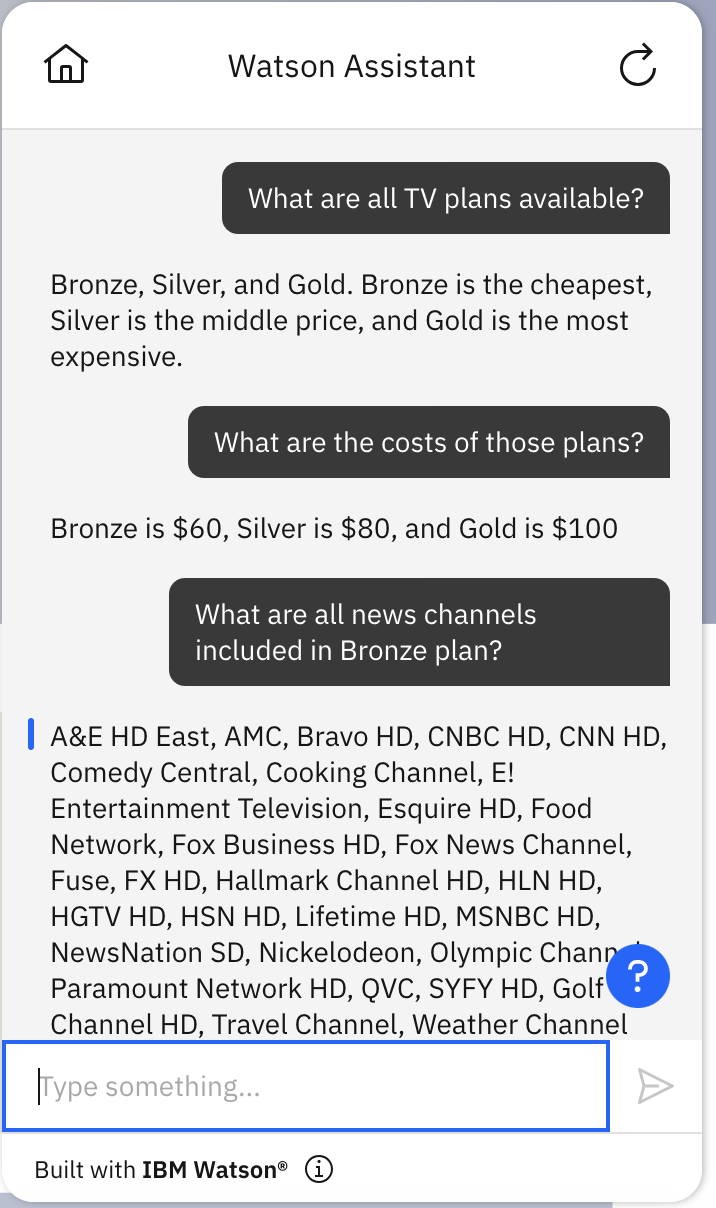 Watson Assistant
What are all TV plans available?
Bronze, Silver, and Gold. Bronze is the cheapest,
Silver is the middle price, and Gold is the most
expensive.
What are the costs of those plans?
Bronze is $60, Silver is $80, and Gold is $100
What are all news channels
included in Bronze plan?
A&E HD East, AMC, Bravo HD, CNBC HD, CNN HD,
Comedy Central, Cooking Channel, E!
Entertainment Television, Esquire HD, Food
Network, Fox Business HD, Fox News Channel,
Fuse, FX HD, Hallmark Channel HD, HLN HD,
HGTV HD, HSN HD, Lifetime HD, MSNBC HD,
NewsNation SD, Nickelodeon, Olympic Channel,
Paramount Network HD, QVC, SYFY HD, Golf
?
Channel HD, Travel Channel, Weather Channel
Type something...
Built with IBM Watson®